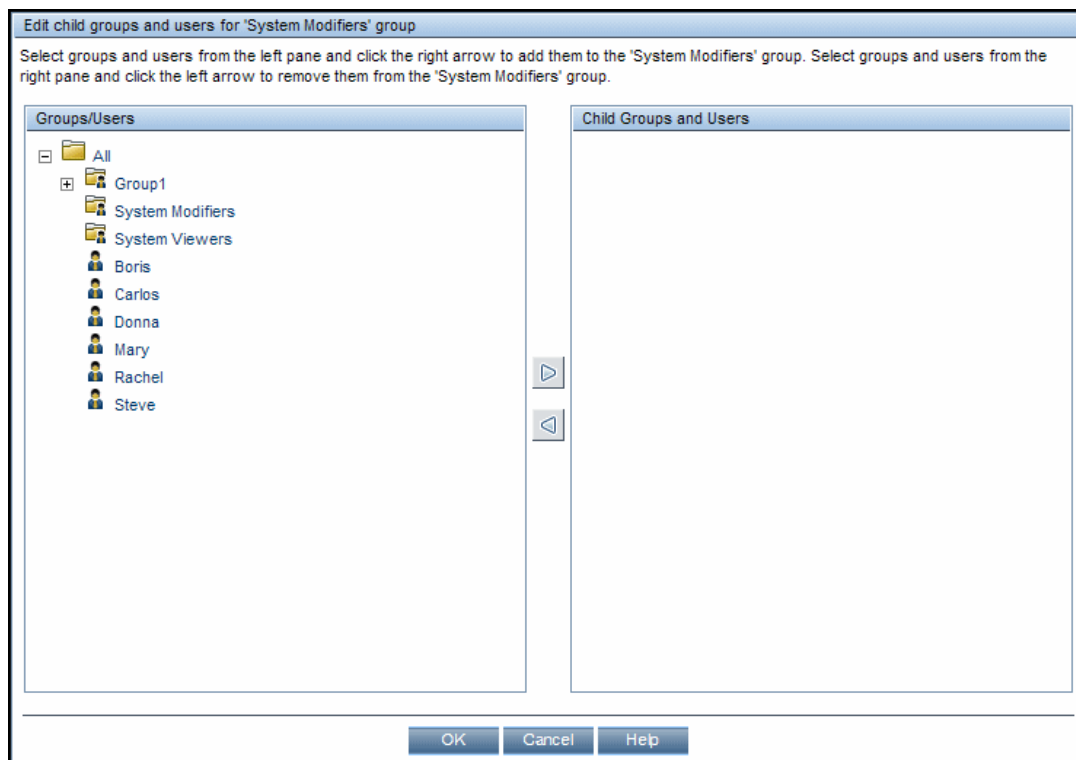 Edit child groups and users for 'System Modifiers' group
Select groups and users from the left pane and click the right arrow to add them to the 'System Modifiers' group. Select groups and users from the
right pane and click the left arrow to remove them from the 'System Modifiers' group.
Groups/Users
All
Group1
System Modifiers
System Viewers
Boris
Carlos
Donna
Mary
Rachel
Steve
Child Groups and Users
OK
Cancel
Help